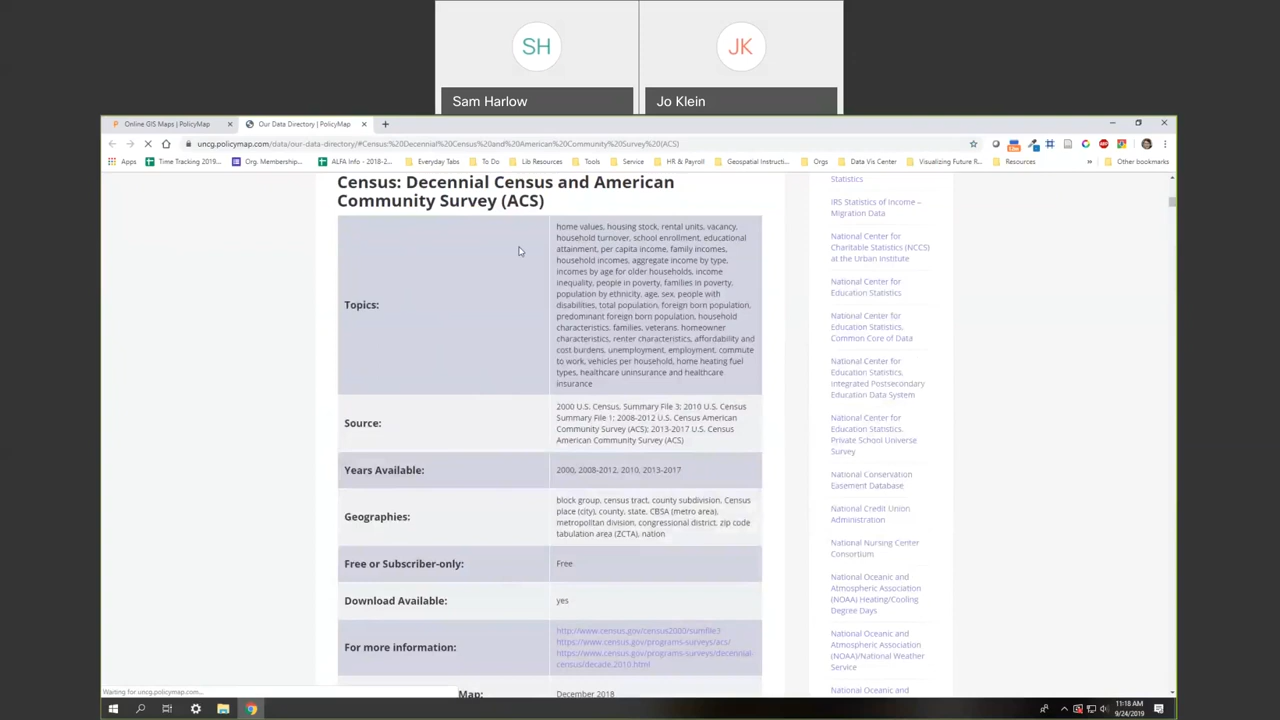 SH
JK
Sam Harlow
Jo Klein
Online GIS Maps | PolicyMap
Our Data Directory | PolicyMap
uncg.policymap.com/data/our-data-directory/#Census:%20Decennial%20Census%20and%20American%20Community%20Survey%20(ACS)
Apps
Time Tracking 2019...
Org. Membership...
ALFA Info - 2018-2...
Everyday Tabs
To Do
Lib Resources
Tools
Service
HR & Payroll
Geospatial Instructi...
Orgs
Data Vis Center
Visualizing Future R...
Resources
Other bookmarks
Census: Decennial Census and American
Community Survey (ACS)
Topics:
home values, housing stock, rental units, vacancy,
household turnover, school enrollment, educational
attainment, per capita income, family incomes,
household incomes, aggregate income by type,
incomes by age for older households, income
inequality, people in poverty, families in poverty,
population by ethnicity, age, sex, people with
disabilities, total population, foreign born population,
predominant foreign born population, household
characteristics, families, veterans, homeowner
characteristics, renter characteristics, affordability and
cost burdens, unemployment, employment, commute
to work, vehicles per household, home heating fuel
types, healthcare uninsurance and healthcare
insurance
Source:
2000 U.S. Census, Summary File 3; 2010 U.S. Census
Summary File 1; 2008-2012 U.S. Census American
Community Survey (ACS); 2013-2017 U.S. Census
American Community Survey (ACS)
Years Available:
2000, 2008-2012, 2010, 2013-2017
Geographies:
block group, census tract, county subdivision, Census
place (city), county, state, CBSA (metro area),
metropolitan division, congressional district, zip code
tabulation area (ZCTA), nation
Free or Subscriber-only:
Free
Download Available:
yes
For more information:
http://www.census.gov/census2000/sumfile3
https://www.census.gov/programs-surveys/acs/
https://www.census.gov/programs-surveys/decennial-
census/decade.2010.html
Map:
December 2018
Statistics
IRS Statistics of Income –
Migration Data
National Center for
Charitable Statistics (NCCS)
at the Urban Institute
National Center for
Education Statistics
National Center for
Education Statistics,
Common Core of Data
National Center for
Education Statistics,
Integrated Postsecondary
Education Data System
National Center for
Education Statistics,
Private School Universe
Survey
National Conservation
Easement Database
National Credit Union
Administration
National Nursing Center
Consortium
National Oceanic and
Atmospheric Association
(NOAA) Heating/Cooling
Degree Days
National Oceanic and
Atmospheric Association
(NOAA)/National Weather
Service
National Oceanic and
Waiting for uncg.policymap.com...
11:18 AM
9/24/2019